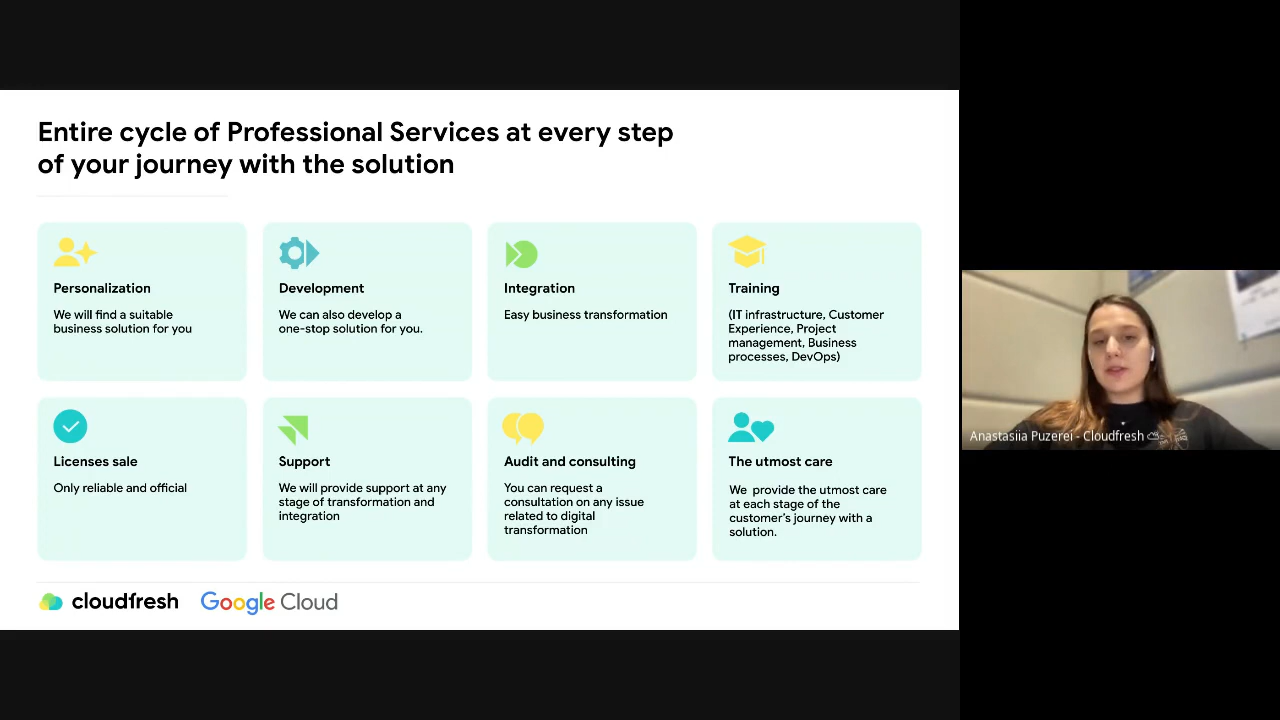 Entire cycle of Professional Services at every step
of your journey with the solution
Personalization
We will find a suitable
business solution for you
Development
We can also develop a
one-stop solution for you.
Integration
Easy business transformation
Training
(IT infrastructure, Customer
Experience, Project
management, Business
processes, DevOps)
Licenses sale
Only reliable and official
Support
We will provide support at any
stage of transformation and
integration
Audit and consulting
You can request a
consultation on any issue
related to digital
transformation
The utmost care
We provide the utmost care
at each stage of the
customer's journey with a
solution.
cloudfresh
Google Cloud
Anastasiia Puzerei - Cloudfresh